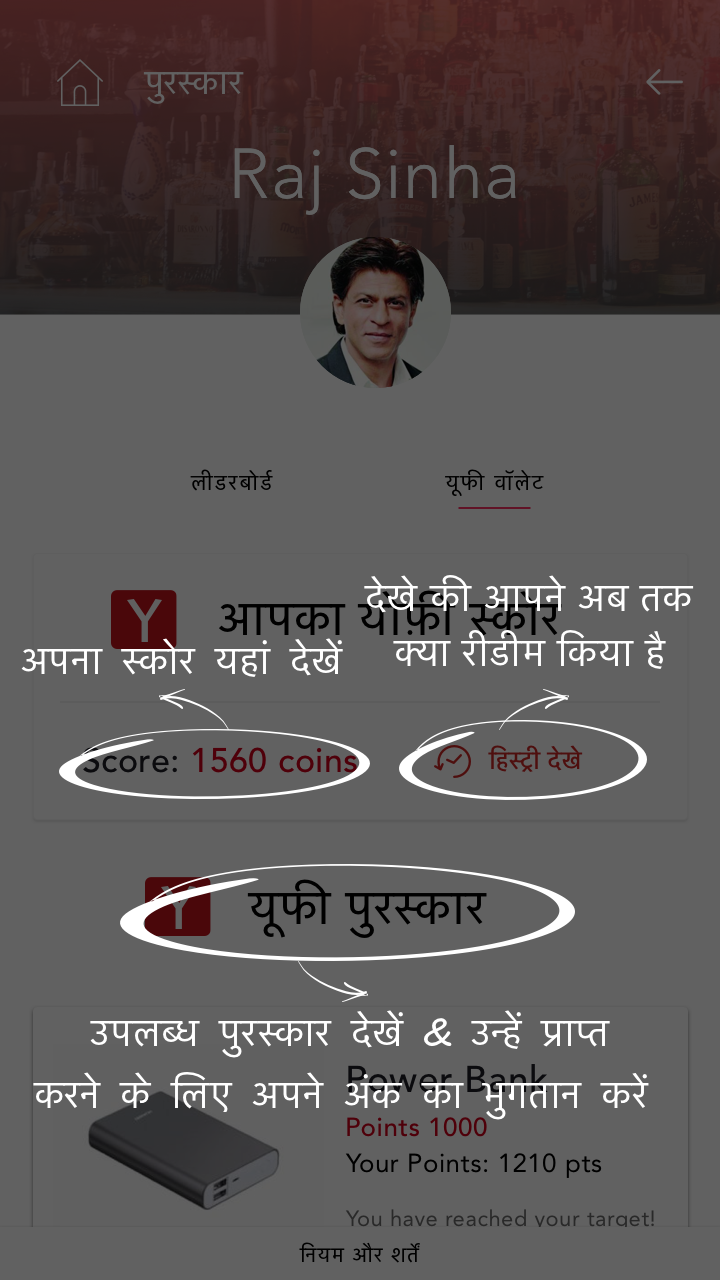 पुरस्कार
Raj Sinha
लीडरबोर्ड
यूफी वॉलेट
देखे की आपने अब तक
क्या रीडीम किया है
Y
आपका योफ़ी स्कोर
अपना स्कोर यहां देखें
Score: 1560 coins
हिस्ट्री देखे
Y
यूफी पुरस्कार
उपलब्ध पुरस्कार देखें & उन्हें प्राप्त
करने के लिए अपने अंक का भुगतान करें
Power Bank
Points 1000
Your Points: 1210 pts
You have reached your target!
नियम और शर्तें